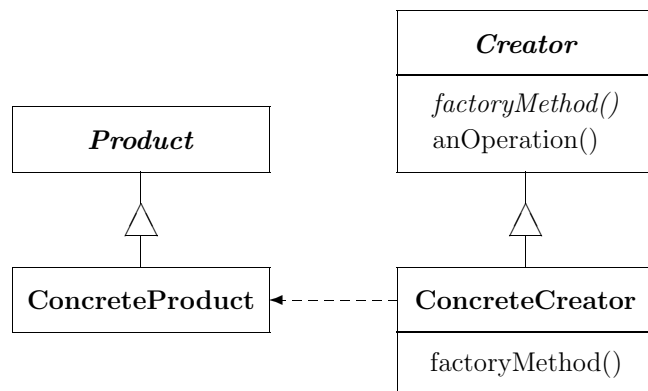 Creator
factoryMethod()
anOperation()
Product
ConcreteProduct
ConcreteCreator
factoryMethod()